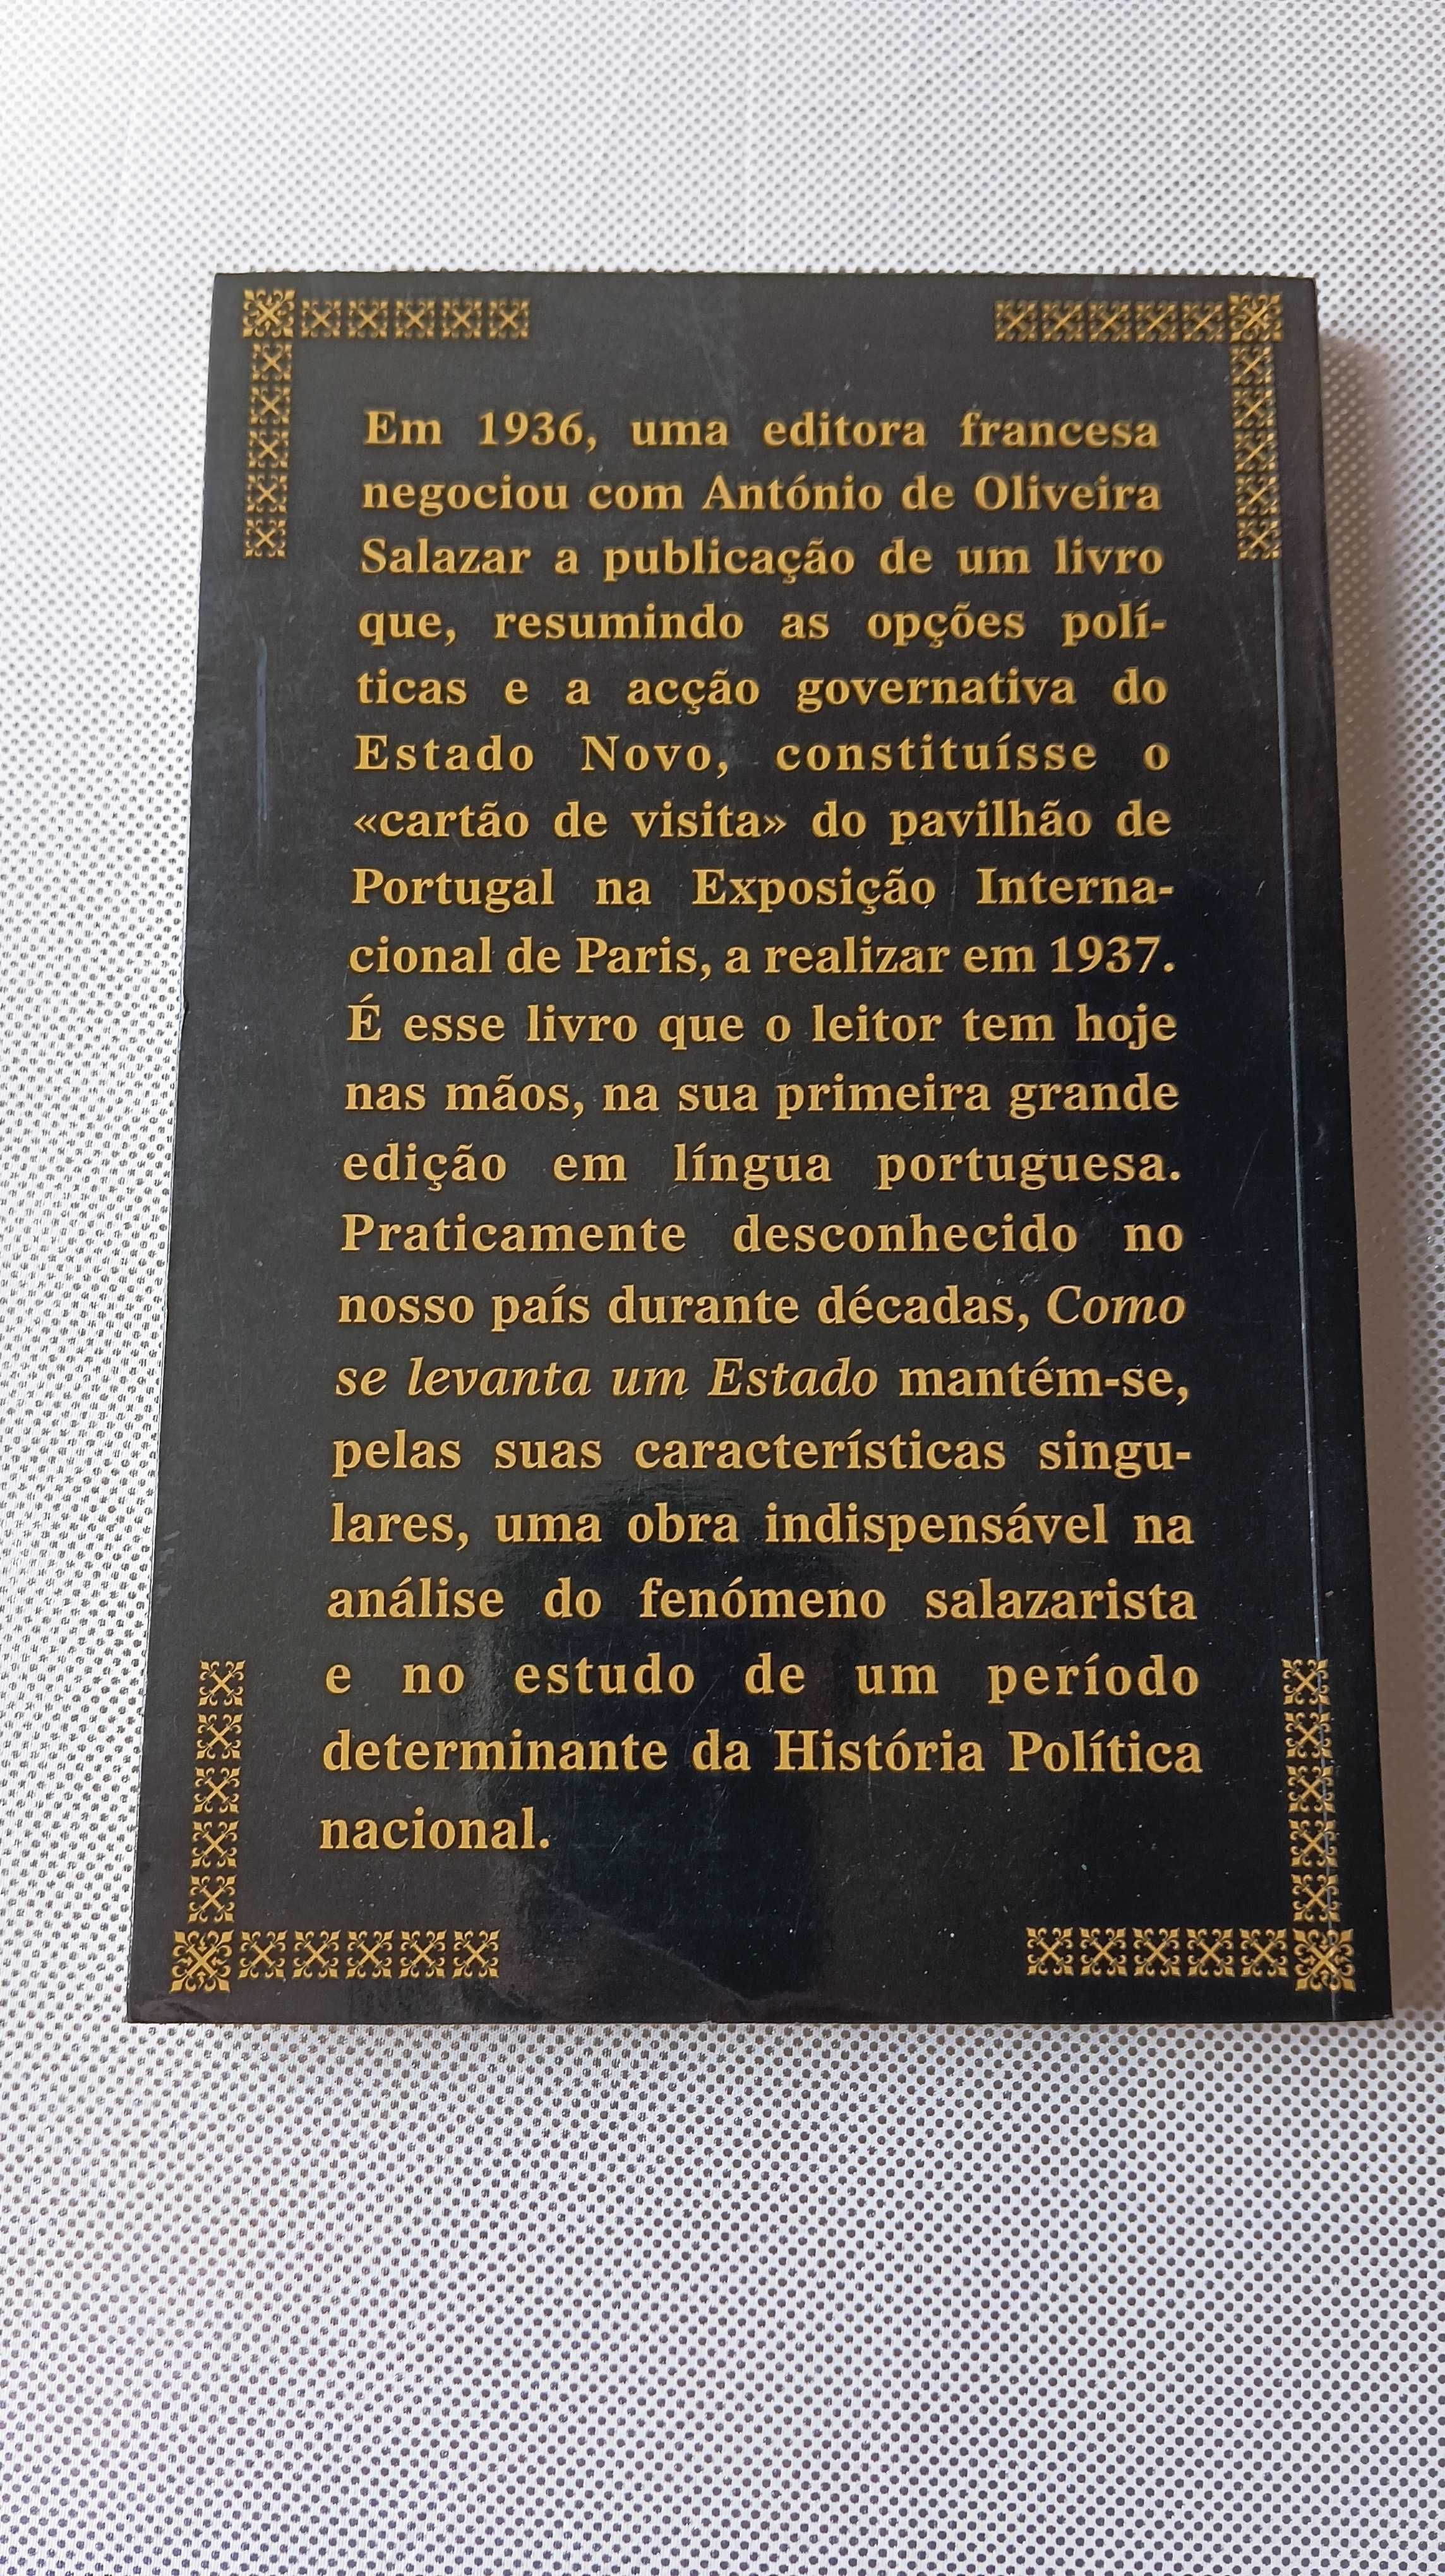 Em 1936, uma editora francesa
negociou com António de Oliveira
Salazar a publicação de um livro
que, resumindo as opções polí-
ticas e a acção governativa do
Estado Novo, constituísse o
«cartão de visita» do pavilhão de
Portugal na Exposição Interna-
cional de Paris, a realizar em 1937.
É esse livro que o leitor tem hoje
nas mãos, na sua primeira grande
edição em língua portuguesa.
Praticamente desconhecido no
nosso país durante décadas, Como
se levanta um Estado mantém-se,
pelas suas características singu-
lares, uma obra indispensável na
análise do fenómeno salazarista
e no estudo de um período
determinante da História Política
nacional.